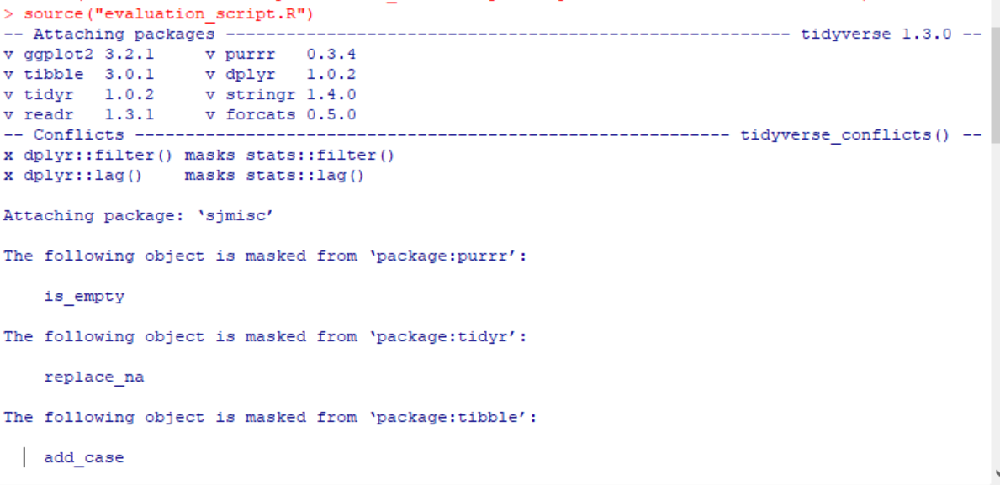 > source("evaluation_script.R")
-- Attaching packages -------------------------------------------------------- tidyverse 1.3.0 --
v ggplot2 3.2.1     v purrr   0.3.4
v tibble  3.0.1     v dplyr   1.0.2
v tidyr   1.0.2     v stringr 1.4.0
v readr   1.3.1     v forcats 0.5.0
-- Conflicts ----------------------------------------------------------- tidyverse_conflicts() --
x dplyr::filter() masks stats::filter()
x dplyr::lag()    masks stats::lag()
Attaching package: ‘sjmisc’
The following object is masked from ‘package:purrr’:
is_empty
The following object is masked from ‘package:tidyr’:
replace_na
The following object is masked from ‘package:tibble’:
add_case